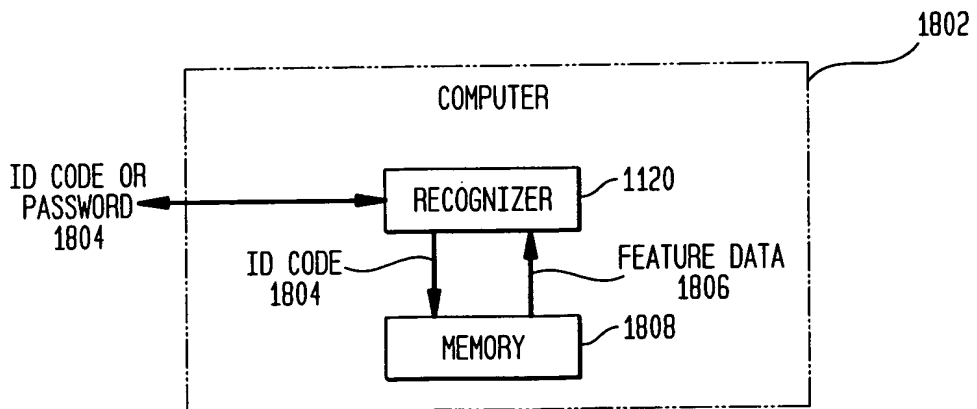 1802
COMPUTER
ID CODE OR
PASSWORD
1804
RECOGNIZER
1120
ID CODE
1804
FEATURE DATA
1806
MEMORY
1808